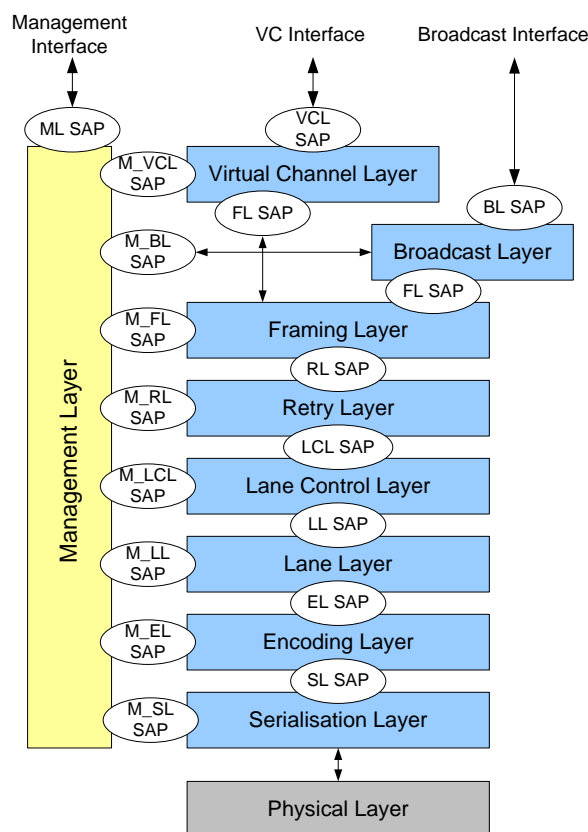 Management
Interface
VC Interface
Broadcast Interface
ML SAP
VCL
SAP
M_VCL
SAP
Virtual Channel Layer
FL SAP
BL SAP
M_BL
SAP
Broadcast Layer
FL SAP
M_FL
SAP
Framing Layer
RL SAP
M_RL
SAP
Retry Layer
LCL SAP
M_LCL
SAP
Lane Control Layer
LL SAP
M_LL
SAP
Lane Layer
EL SAP
M_EL
SAP
Encoding Layer
SL SAP
M_SL
SAP
Serialisation Layer
Physical Layer
Management Layer